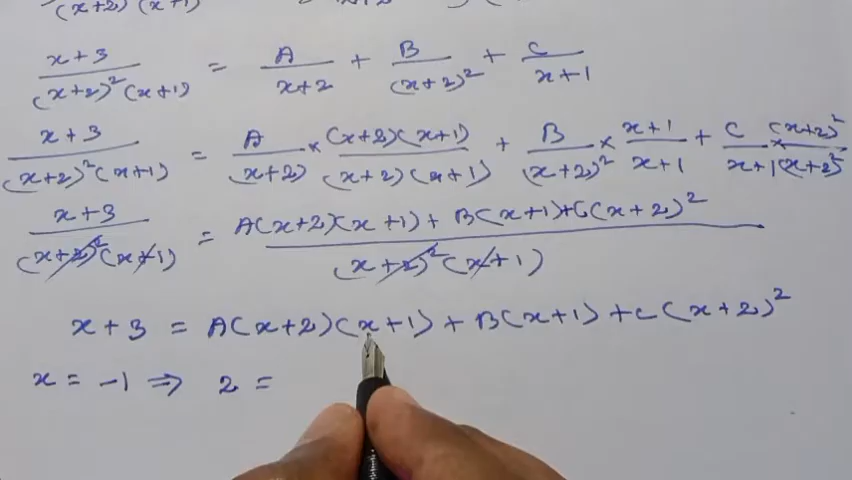 (x+2)(x+1)
x+3/((x+2)²(x+1)) = A/(x+2) + B/(x+2)² + C/(x+1)
x+3/((x+2)²(x+1)) = A/(x+2) × (x+2)(x+1)/((x+2)(x+1)) + B/(x+2)² × (x+1)/(x+1) + C/(x+1) × (x+2)²/(x+2)²
x+3/((x+2)²(x+1)) = A(x+2)(x+1) + B(x+1) + C(x+2)²/((x+2)²(x+1))
x+3 = A(x+2)(x+1) + B(x+1) + C(x+2)²
x = -1 ⇒ 2 =